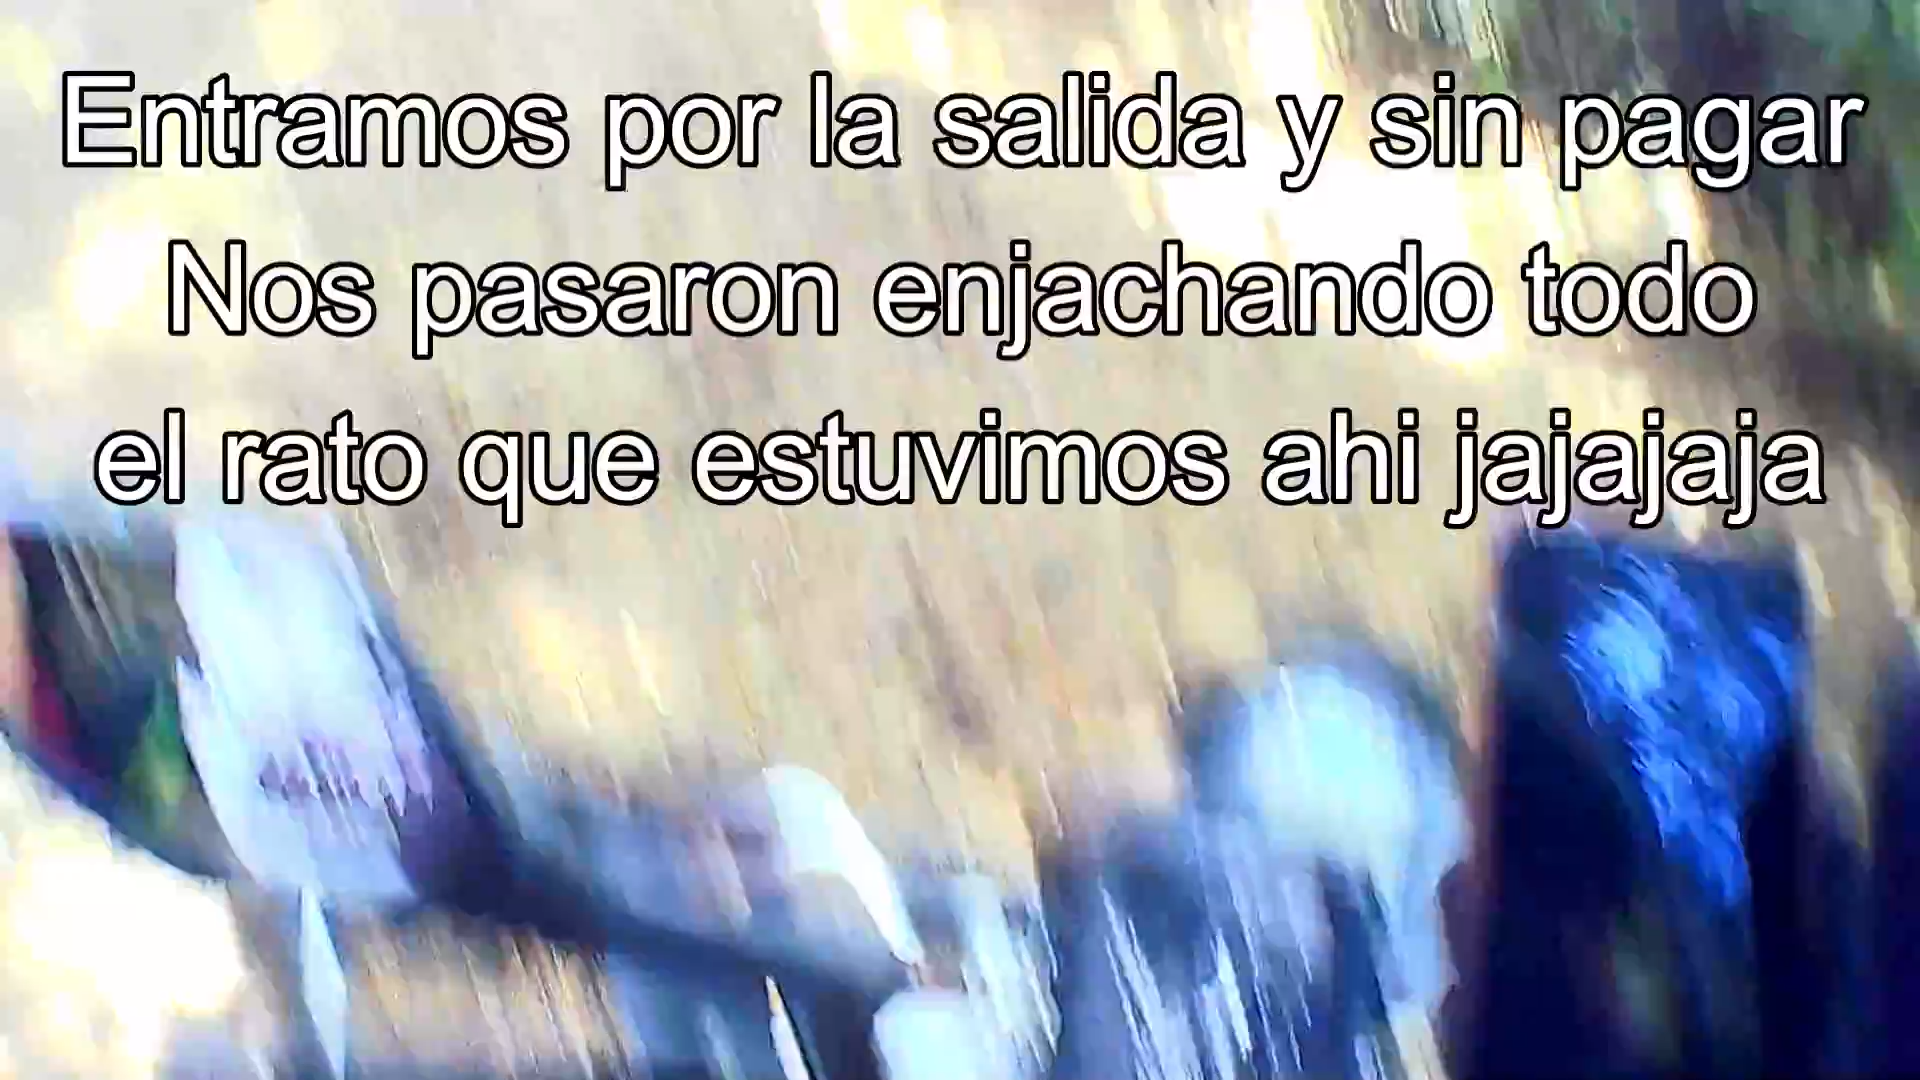 Entramos por la salida y sin pagar
Nos pasaron enjachando todo
el rato que estuvimos ahi jajajaja